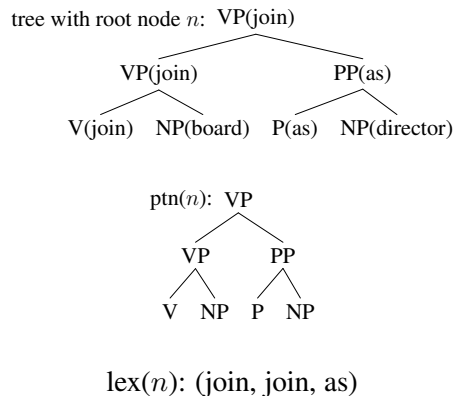 tree with root node n: VP(join)
VP(join) PP(as)
V(join) NP(board) P(as) NP(director)
ptn(n): VP
VP PP
V NP P NP
lex(n): (join, join, as)